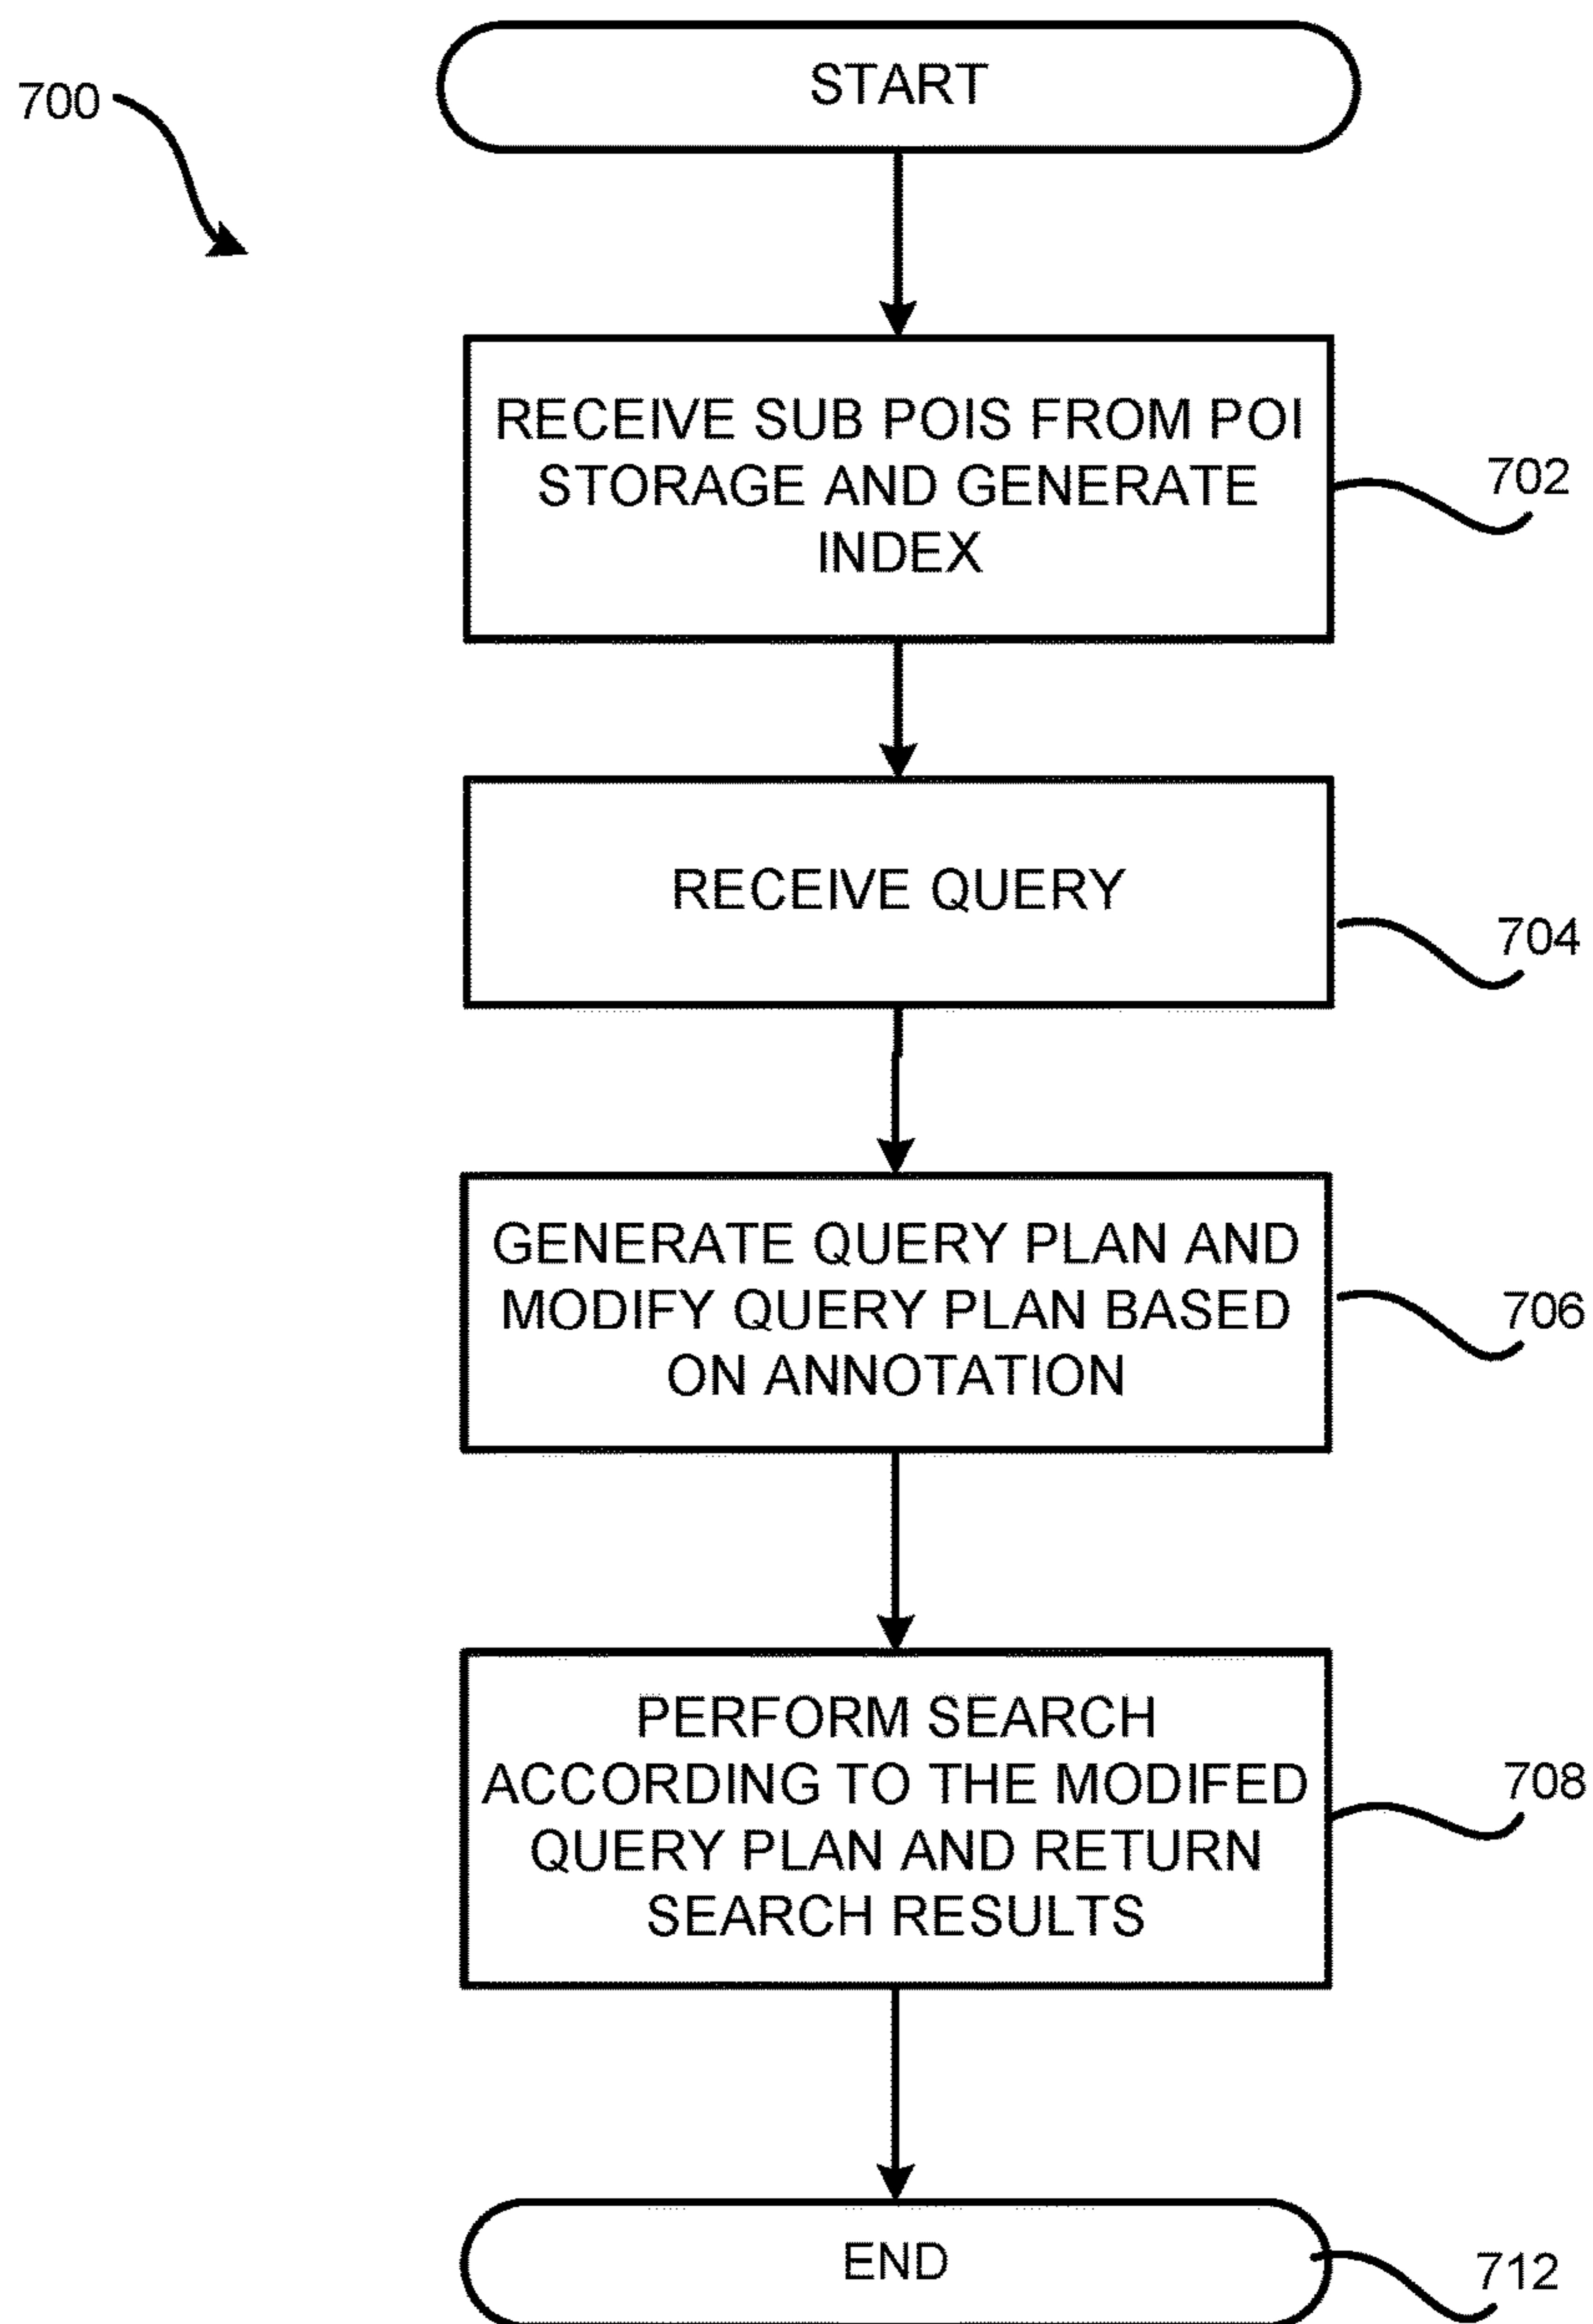 700
START
RECEIVE SUB POIS FROM POI
STORAGE AND GENERATE
INDEX
702
RECEIVE QUERY
704
GENERATE QUERY PLAN AND
MODIFY QUERY PLAN BASED
ON ANNOTATION
706
PERFORM SEARCH
ACCORDING TO THE MODIFED
QUERY PLAN AND RETURN
SEARCH RESULTS
708
END
712